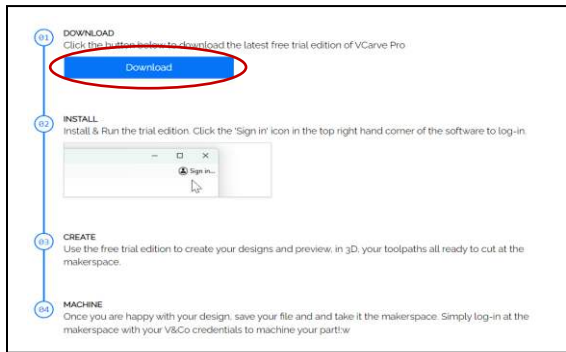 01
DOWNLOAD
Click the button below to download the latest free trial edition of VCarve Pro
Download
02
INSTALL
Install & Run the trial edition. Click the 'Sign in' icon in the top right hand corner of the software to log-in.
Sign in...
03
CREATE
Use the free trial edition to create your designs and preview, in 3D, your toolpaths all ready to cut at the
makerspace.
04
MACHINE
Once you are happy with your design, save your file and and take it the makerspace. Simply log-in at the
makerspace with your V&Co credentials to machine your part!:w